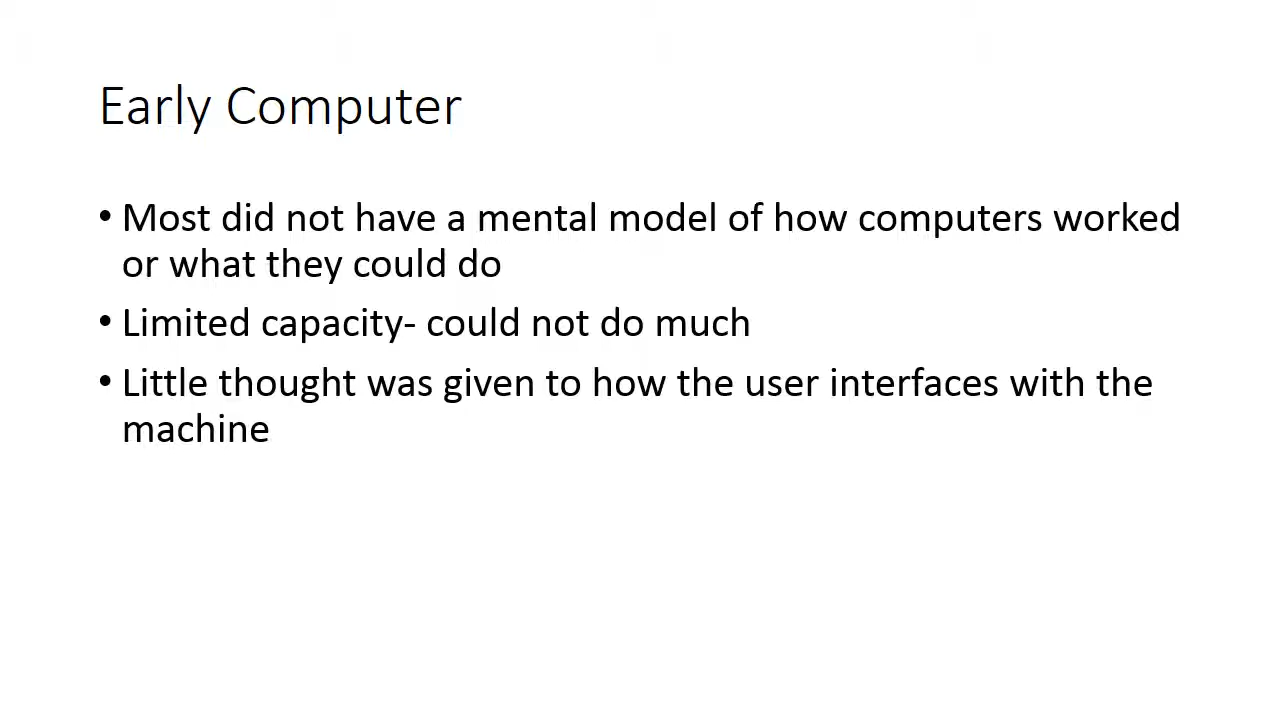 Early Computer
• Most did not have a mental model of how computers worked
or what they could do
• Limited capacity- could not do much
• Little thought was given to how the user interfaces with the
machine